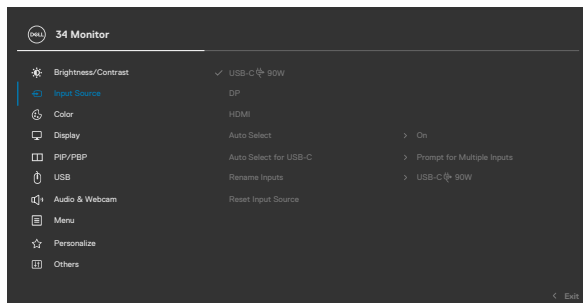 DELL 34 Monitor
Brightness/Contrast USB-C 90W
Input Source DP
Color HDMI
Display Auto Select On
PIP/PBP Auto Select for USB-C Prompt for Multiple Inputs
USB Rename Inputs USB-C 90W
Audio & Webcam Reset Input Source
Menu
Personalize
Others
Exit